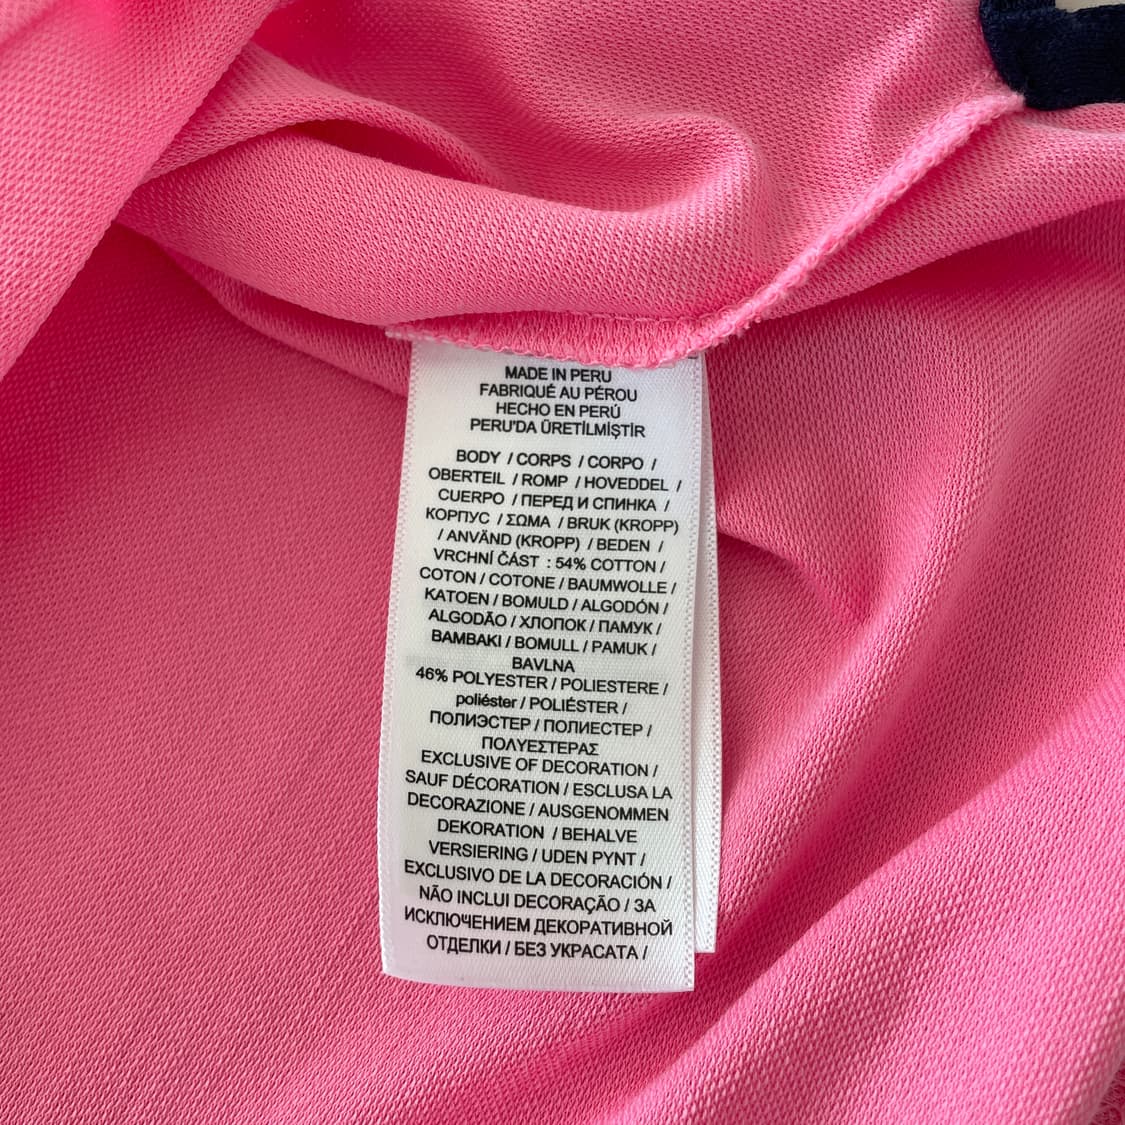 MADE IN PERU
FABRIQUÉ AU PÉROU
HECHO EN PERÚ
PERU'DA ÜRETİLMİŞTİR
BODY / CORPS / CORPO /
OBERTEIL / ROMP / HOVEDDEL /
CUERPO / ПЕРЕД И СПИНКА /
КОРПУС / ΣΩΜΑ / BRUK (KROPP)
/ ANVÄND (KROPP) / BEDEN /
VRCHNÍ ČÁST : 54% COTTON /
COTON / COTONE / BAUMWOLLE /
KATOEN / BOMULD / ALGODÓN /
ALGODÃO / ХЛОПОК / ПАМУК /
ΒΑΜΒΑΚΙ / BOMULL / PAMUK /
BAVLNA
46% POLYESTER / POLIESTERE /
poliéster / POLIÉSTER /
ПОЛИЭСТЕР / ПОЛИЕСТЕР /
ΠΟΛΥΕΣΤΕΡΑΣ
EXCLUSIVE OF DECORATION /
SAUF DÉCORATION / ESCLUSA LA
DECORAZIONE / AUSGENOMMEN
DEKORATION / BEHALVE
VERSIERING / UDEN PYNT /
EXCLUSIVO DE LA DECORACIÓN /
NÃO INCLUI DECORAÇÃO / ЗА
ИСКЛЮЧЕНИЕМ ДЕКОРАТИВНОЙ
ОТДЕЛКИ / БЕЗ УКРАСАТА /